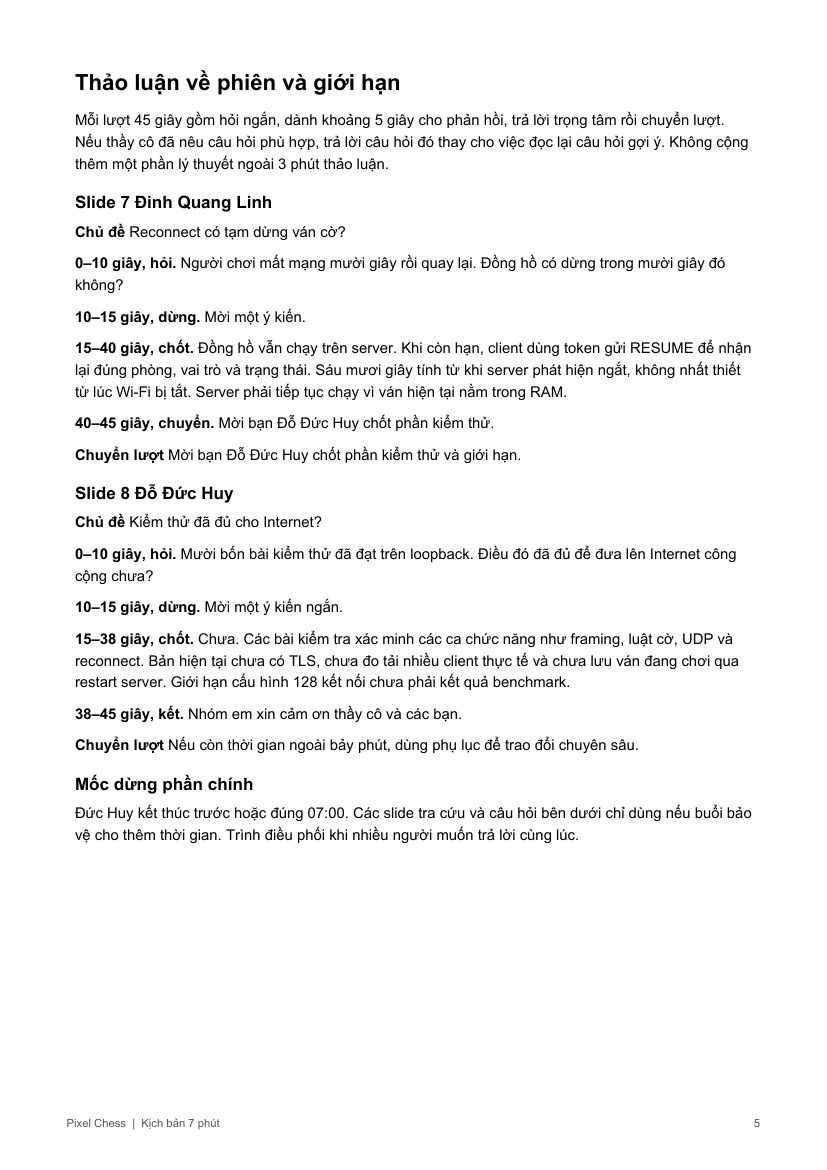 Thảo luận về phiên và giới hạn
Mỗi lượt 45 giây gồm hỏi ngắn, dành khoảng 5 giây cho phản hồi, trả lời trọng tâm rồi chuyển lượt.
Nếu thầy cô đã nêu câu hỏi phù hợp, trả lời câu hỏi đó thay cho việc đọc lại câu hỏi gợi ý. Không cộng
thêm một phần lý thuyết ngoài 3 phút thảo luận.
Slide 7 Đinh Quang Linh
Chủ đề Reconnect có tạm dừng ván cờ?
0–10 giây, hỏi. Người chơi mất mạng mười giây rồi quay lại. Đồng hồ có dừng trong mười giây đó
không?
10–15 giây, dừng. Mời một ý kiến.
15–40 giây, chốt. Đồng hồ vẫn chạy trên server. Khi còn hạn, client dùng token gửi RESUME để nhận
lại đúng phòng, vai trò và trạng thái. Sáu mươi giây tính từ khi server phát hiện ngắt, không nhất thiết
từ lúc Wi-Fi bị tắt. Server phải tiếp tục chạy vì ván hiện tại nằm trong RAM.
40–45 giây, chuyển. Mời bạn Đỗ Đức Huy chốt phần kiểm thử.
Chuyển lượt Mời bạn Đỗ Đức Huy chốt phần kiểm thử và giới hạn.
Slide 8 Đỗ Đức Huy
Chủ đề Kiểm thử đã đủ cho Internet?
0–10 giây, hỏi. Mười bốn bài kiểm thử đã đạt trên loopback. Điều đó đã đủ để đưa lên Internet công
cộng chưa?
10–15 giây, dừng. Mời một ý kiến ngắn.
15–38 giây, chốt. Chưa. Các bài kiểm tra xác minh các ca chức năng như framing, luật cờ, UDP và
reconnect. Bản hiện tại chưa có TLS, chưa đo tải nhiều client thực tế và chưa lưu ván đang chơi qua
restart server. Giới hạn cấu hình 128 kết nối chưa phải kết quả benchmark.
38–45 giây, kết. Nhóm em xin cảm ơn thầy cô và các bạn.
Chuyển lượt Nếu còn thời gian ngoài bảy phút, dùng phụ lục để trao đổi chuyên sâu.
Mốc dừng phần chính
Đức Huy kết thúc trước hoặc đúng 07:00. Các slide tra cứu và câu hỏi bên dưới chỉ dùng nếu buổi bảo
vệ cho thêm thời gian. Trình điều phối khi nhiều người muốn trả lời cùng lúc.
Pixel Chess | Kịch bản 7 phút
5